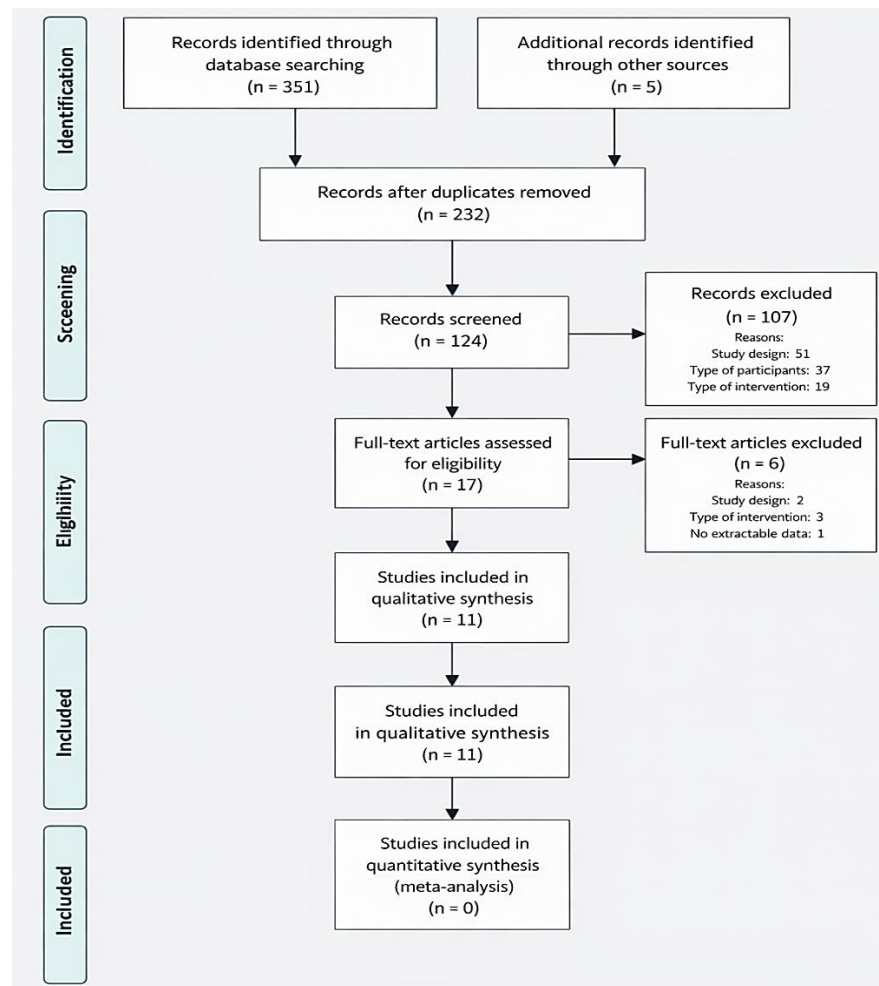 Identification
Records identified through
database searching
(n = 351)
Additional records identified
through other sources
(n = 5)
Records after duplicates removed
(n = 232)
Scceening
Records screened
(n = 124)
Records excluded
(n = 107)
Reasons:
Study design: 51
Type of participants: 37
Type of intervention: 19
Eligihility
Full-text articles assessed
for eligibility
(n = 17)
Full-text articles excluded
(n = 6)
Reasons:
Study design: 2
Type of intervention: 3
No extractable data: 1
Studies included in
qualitative synthesis
(n = 11)
Included
Studies included
in qualitative synthesis
(n = 11)
Included
Studies included in
quantitative synthesis
(meta-analysis)
(n = 0)